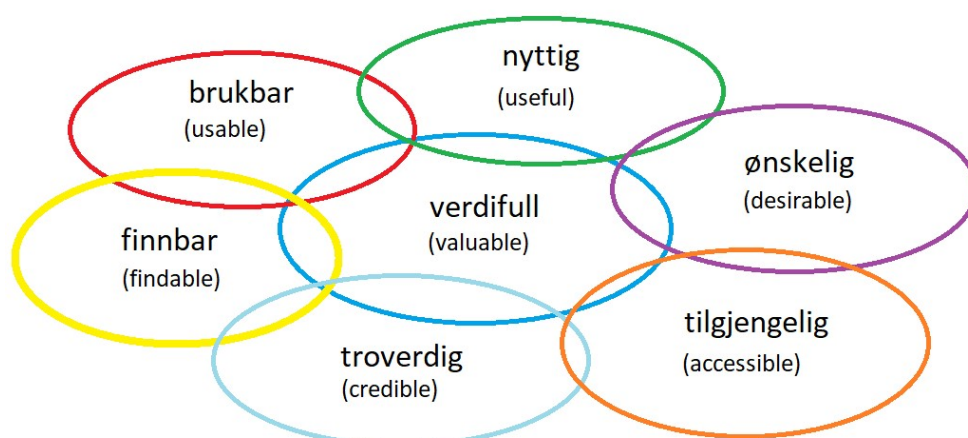 nyttig
(useful)
brukbar
(usable)
ønskelig
(desirable)
verdifull
(valuable)
finnbar
(findable)
tilgjengelig
(accessible)
troverdig
(credible)